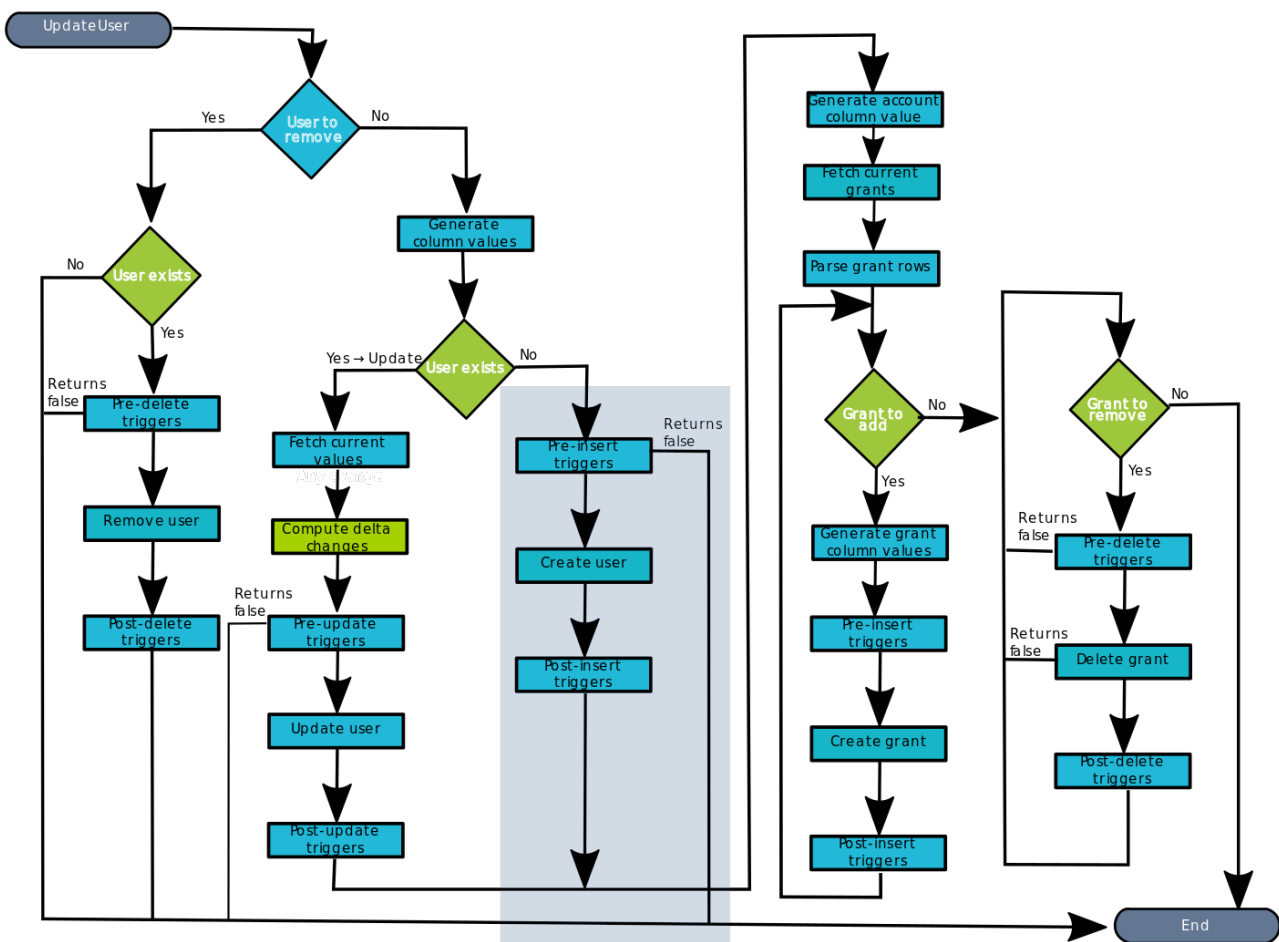 UpdateUser
User to
remove
Yes
No
Generate
column values
User exists
No
Yes
Returns
false
Pre-delete
triggers
Remove user
Post-delete
triggers
User exists
Yes → Update
No
Fetch current
values
Any change
Compute delta
changes
Returns
false
Pre-update
triggers
Update user
Post-update
triggers
Returns
false
Pre-insert
triggers
Create user
Post-insert
triggers
Generate account
column value
Fetch current
grants
Parse grant rows
Grant to
add
No
Yes
Generate grant
column values
Pre-insert
triggers
Create grant
Post-insert
triggers
Grant to
remove
No
Yes
Returns
false
Pre-delete
triggers
Returns
false
Delete grant
Post-delete
triggers
End